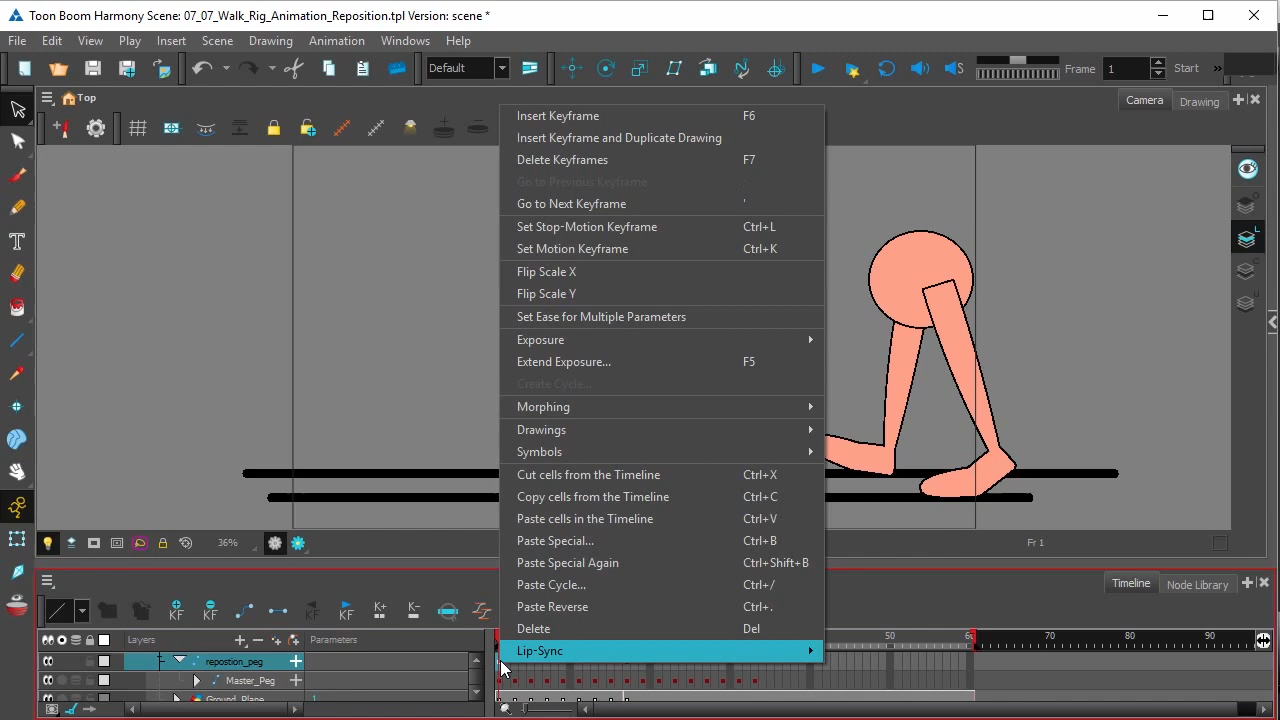 Toon Boom Harmony Scene: 07_07_Walk_Rig_Animation_Reposition.tpl Version: scene *
File Edit View Play Insert Scene Drawing Animation Windows Help
Default
Frame 1 Start »
Top
Camera Drawing
Insert Keyframe F6
Insert Keyframe and Duplicate Drawing
Delete Keyframes F7
Go to Previous Keyframe ;
Go to Next Keyframe '
Set Stop-Motion Keyframe Ctrl+L
Set Motion Keyframe Ctrl+K
Flip Scale X
Flip Scale Y
Set Ease for Multiple Parameters
Exposure
Extend Exposure... F5
Create Cycle...
Morphing
Drawings
Symbols
Cut cells from the Timeline Ctrl+X
Copy cells from the Timeline Ctrl+C
Paste cells in the Timeline Ctrl+V
Paste Special... Ctrl+B
Paste Special Again Ctrl+Shift+B
Paste Cycle... Ctrl+/
Paste Reverse Ctrl+.
Delete Del
Lip-Sync
36%
Fr 1
Timeline Node Library
KF KF KF KF K+ K-
Layers Parameters
50 60 70 80 90
repostion_peg
Master_Peg
Ground_Plane 1